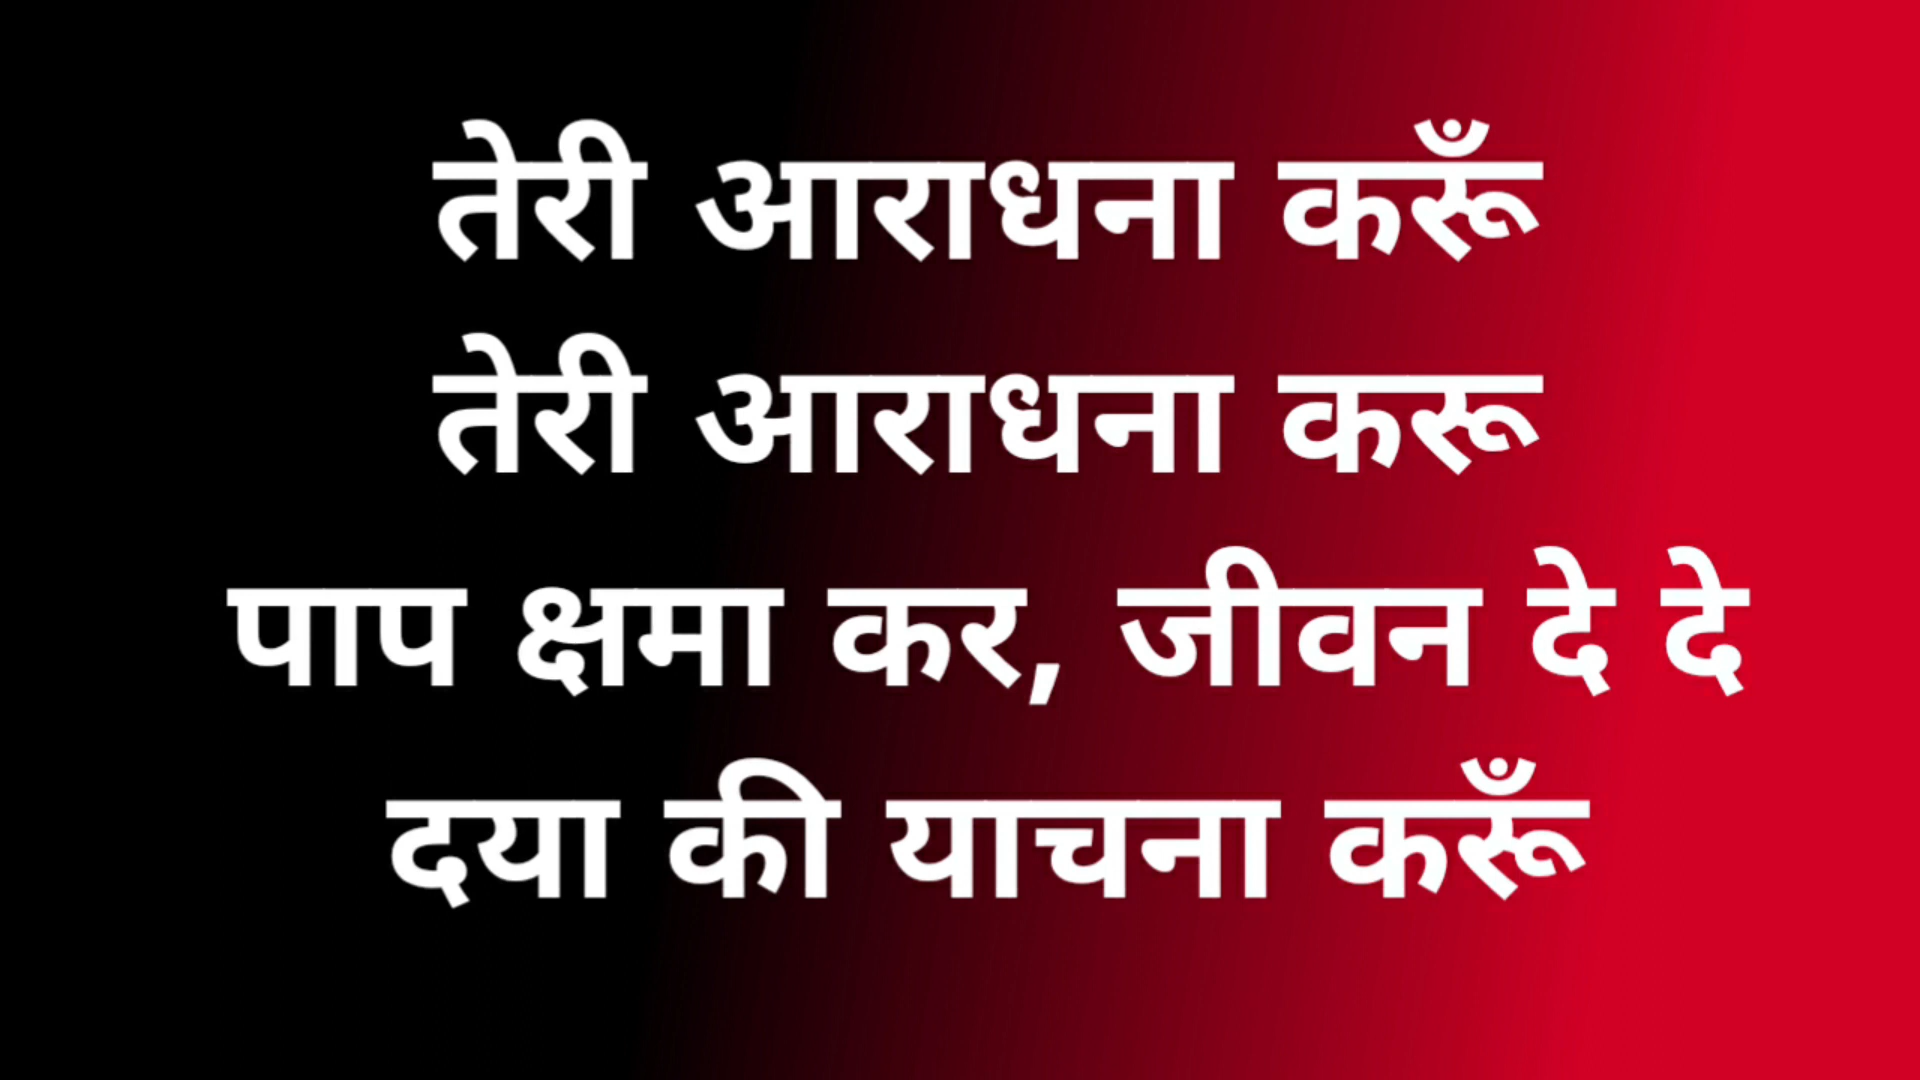 तेरी आराधना करूँ
तेरी आराधना करू
पाप क्षमा कर, जीवन दे दे
दया की याचना करूँ